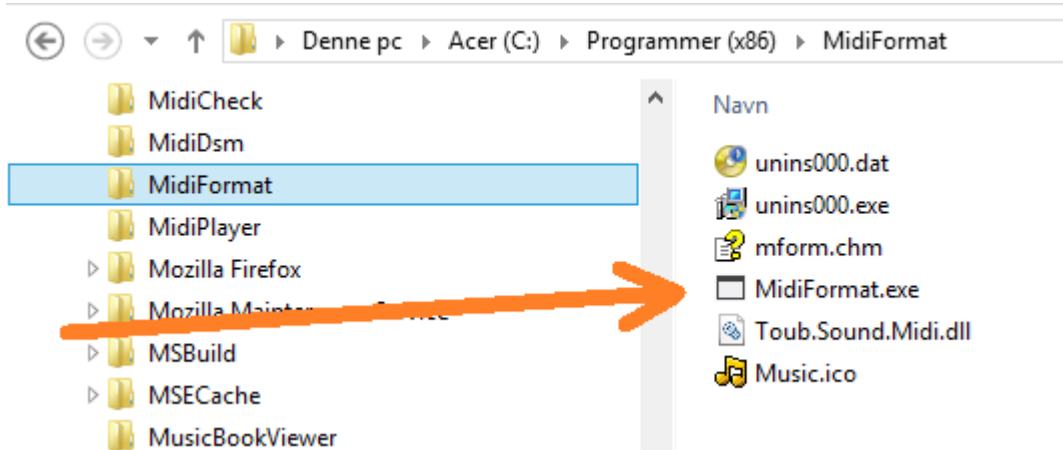 Denne pc Acer (C:) Programmer (x86) MidiFormat
MidiCheck
MidiDsm
MidiFormat
MidiPlayer
Mozilla Firefox
Mozilla
MSBuild
MSECache
MusicBookViewer
Navn
unins000.dat
unins000.exe
mform.chm
MidiFormat.exe
Toub.Sound.Midi.dll
Music.ico